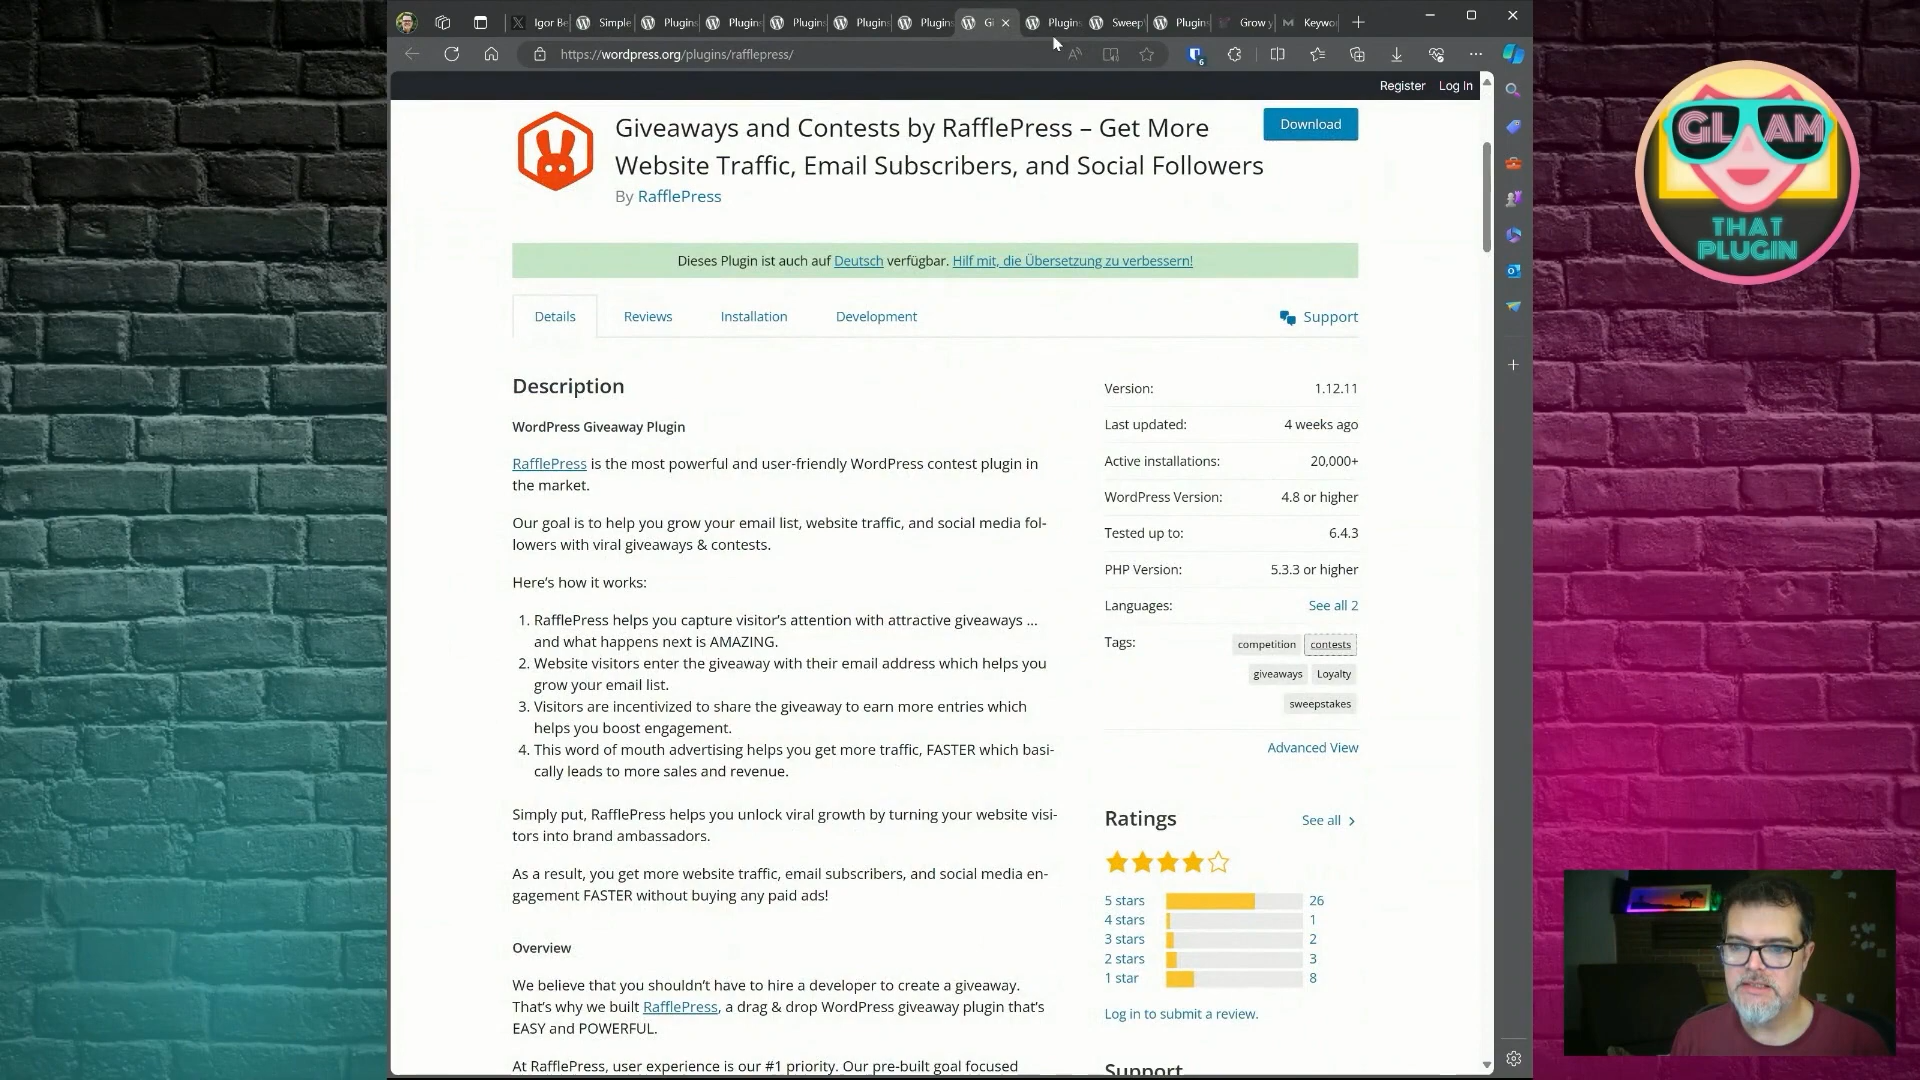 Igor Be
Simple
Plugins
Plugin
Plugins
Plugins
Plugins
Gi
Plugins
Sweep
Plugin
Grow y
Keywo
https://wordpress.org/plugins/rafflepress/
6
Register Log In
Giveaways and Contests by RafflePress – Get More
Website Traffic, Email Subscribers, and Social Followers
By RafflePress
Download
Dieses Plugin ist auch auf Deutsch verfügbar. Hilf mit, die Übersetzung zu verbessern!
Details Reviews Installation Development Support
Description
WordPress Giveaway Plugin
RafflePress is the most powerful and user-friendly WordPress contest plugin in
the market.
Our goal is to help you grow your email list, website traffic, and social media fol-
lowers with viral giveaways & contests.
Here’s how it works:
1. RafflePress helps you capture visitor’s attention with attractive giveaways …
and what happens next is AMAZING.
2. Website visitors enter the giveaway with their email address which helps you
grow your email list.
3. Visitors are incentivized to share the giveaway to earn more entries which
helps you boost engagement.
4. This word of mouth advertising helps you get more traffic, FASTER which basi-
cally leads to more sales and revenue.
Simply put, RafflePress helps you unlock viral growth by turning your website visi-
tors into brand ambassadors.
As a result, you get more website traffic, email subscribers, and social media en-
gagement FASTER without buying any paid ads!
Overview
We believe that you shouldn’t have to hire a developer to create a giveaway.
That’s why we built RafflePress, a drag & drop WordPress giveaway plugin that’s
EASY and POWERFUL.
At RafflePress, user experience is our #1 priority. Our pre-built goal focused
Version: 1.12.11
Last updated: 4 weeks ago
Active installations: 20,000+
WordPress Version: 4.8 or higher
Tested up to: 6.4.3
PHP Version: 5.3.3 or higher
Languages: See all 2
Tags: competition contests
giveaways Loyalty
sweepstakes
Advanced View
Ratings See all
5 stars 26
4 stars 1
3 stars 2
2 stars 3
1 star 8
Log in to submit a review.
Support
GLAM
THAT
PLUGIN